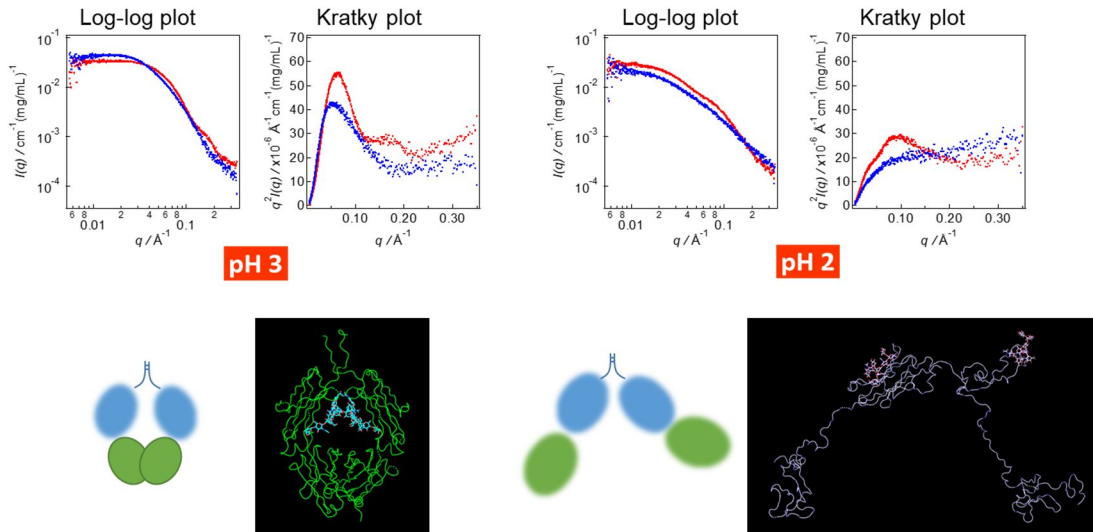 Log-log plot
Kratky plot
Log-log plot
Kratky plot
I(q) / cm⁻¹(mg/mL)⁻¹
10⁻¹
10⁻²
10⁻³
10⁻⁴
6 8 2 4 6 8 2
0.01 0.1
q / Å⁻¹
q²I(q) / x10⁻⁶ Å⁻¹cm⁻¹(mg/mL)⁻¹
70
60
50
40
30
20
10
0
0.10 0.20 0.30
q / Å⁻¹
I(q) / cm⁻¹(mg/mL)⁻¹
10⁻¹
10⁻²
10⁻³
10⁻⁴
6 8 2 4 6 8 2
0.01 0.1
q / Å⁻¹
q²I(q) / x10⁻⁶ Å⁻¹cm⁻¹(mg/mL)⁻¹
70
60
50
40
30
20
10
0
0.10 0.20 0.30
q / Å⁻¹
pH 3
pH 2